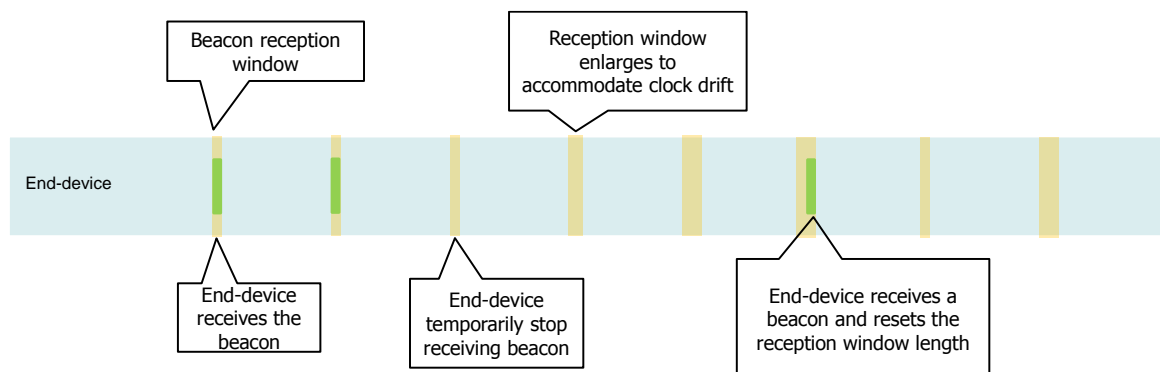 Beacon reception
window
Reception window
enlarges to
accommodate clock drift
End-device
End-device
receives the
beacon
End-device
temporarily stop
receiving beacon
End-device receives a
beacon and resets the
reception window length